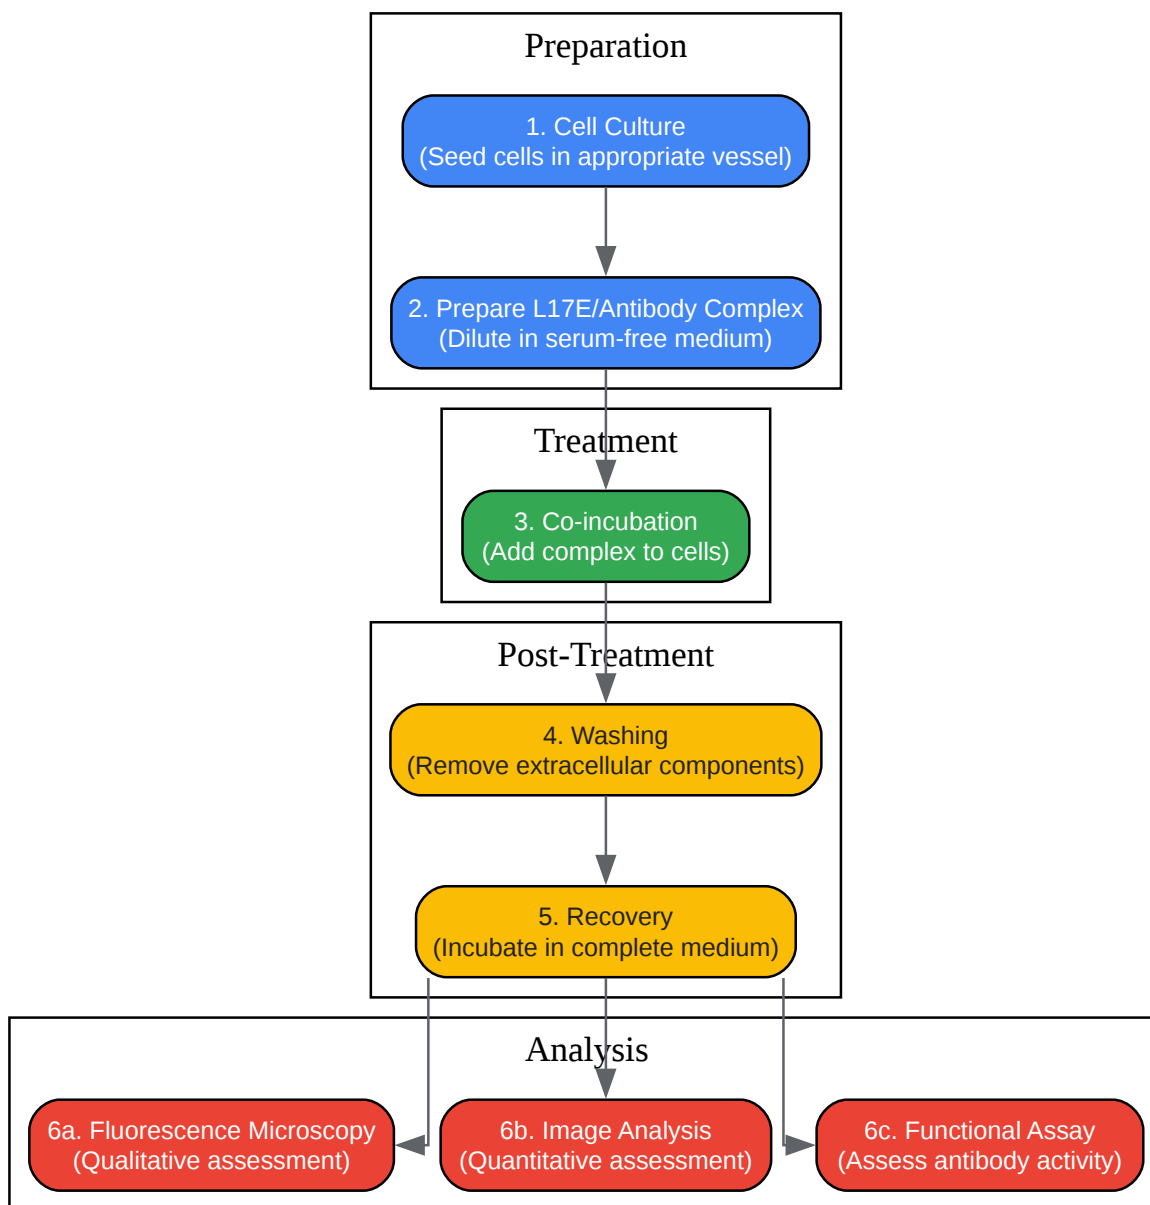 Preparation
1. Cell Culture
(Seed cells in appropriate vessel)
2. Prepare L17E/Antibody Complex
(Dilute in serum-free medium)
Treatment
3. Co-incubation
(Add complex to cells)
Post-Treatment
4. Washing
(Remove extracellular components)
5. Recovery
(Incubate in complete medium)
Analysis
6a. Fluorescence Microscopy
(Qualitative assessment)
6b. Image Analysis
(Quantitative assessment)
6c. Functional Assay
(Assess antibody activity)